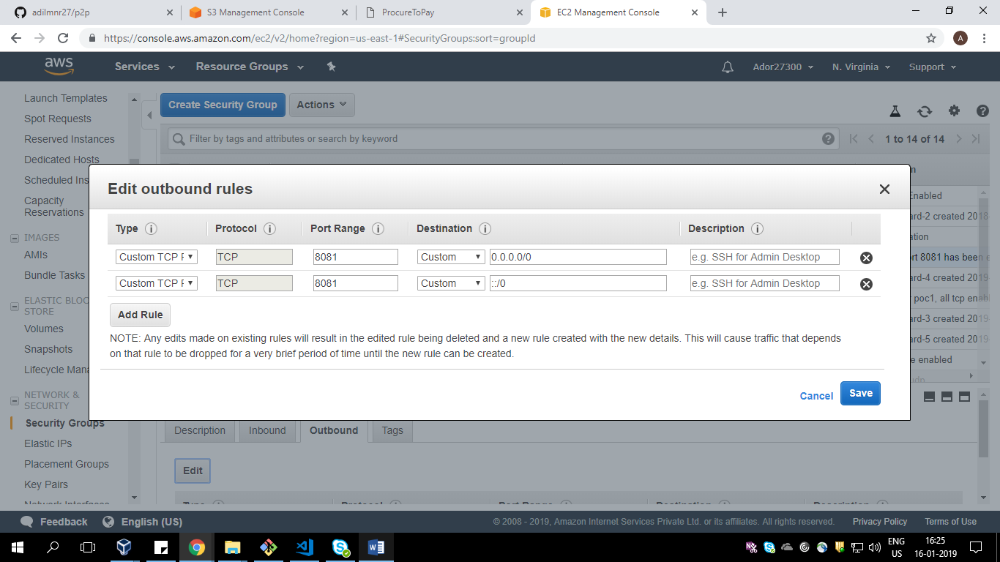 adilmnr27/p2p
S3 Management Console
ProcureToPay
EC2 Management Console
https://console.aws.amazon.com/ec2/v2/home?region=us-east-1#SecurityGroups:sort=groupId
A
aws
Services
Resource Groups
Ador27300
N. Virginia
Support
Launch Templates
Spot Requests
Reserved Instances
Dedicated Hosts
Scheduled Ins
Capacity
Reservations
IMAGES
AMIs
Bundle Tasks
ELASTIC BLOC
STORE
Volumes
Snapshots
Lifecycle Mana
NETWORK &
SECURITY
Security Groups
Elastic IPs
Placement Groups
Key Pairs
Network Interfaces
Create Security Group
Actions
Filter by tags and attributes or search by keyword
1 to 14 of 14
Enabled
ard-2 created 2018-
ation
ort 8081 has been e
ard-4 created 2019-
poc1, all tcp enab
ard-3 created 2019-
ard-5 created 2019-
e enabled
Edit outbound rules
Type i Protocol i Port Range i Destination i Description i
Custom TCP F TCP 8081 Custom 0.0.0.0/0 e.g. SSH for Admin Desktop
Custom TCP F TCP 8081 Custom ::/0 e.g. SSH for Admin Desktop
Add Rule
NOTE: Any edits made on existing rules will result in the edited rule being deleted and a new rule created with the new details. This will cause traffic that depends
on that rule to be dropped for a very brief period of time until the new rule can be created.
Cancel Save
Description Inbound Outbound Tags
Edit
Type Protocol Port Range Destination Description
Feedback
English (US)
© 2008 - 2019, Amazon Internet Services Private Ltd. or its affiliates. All rights reserved.
Privacy Policy
Terms of Use
ENG
US
16:25
16-01-2019